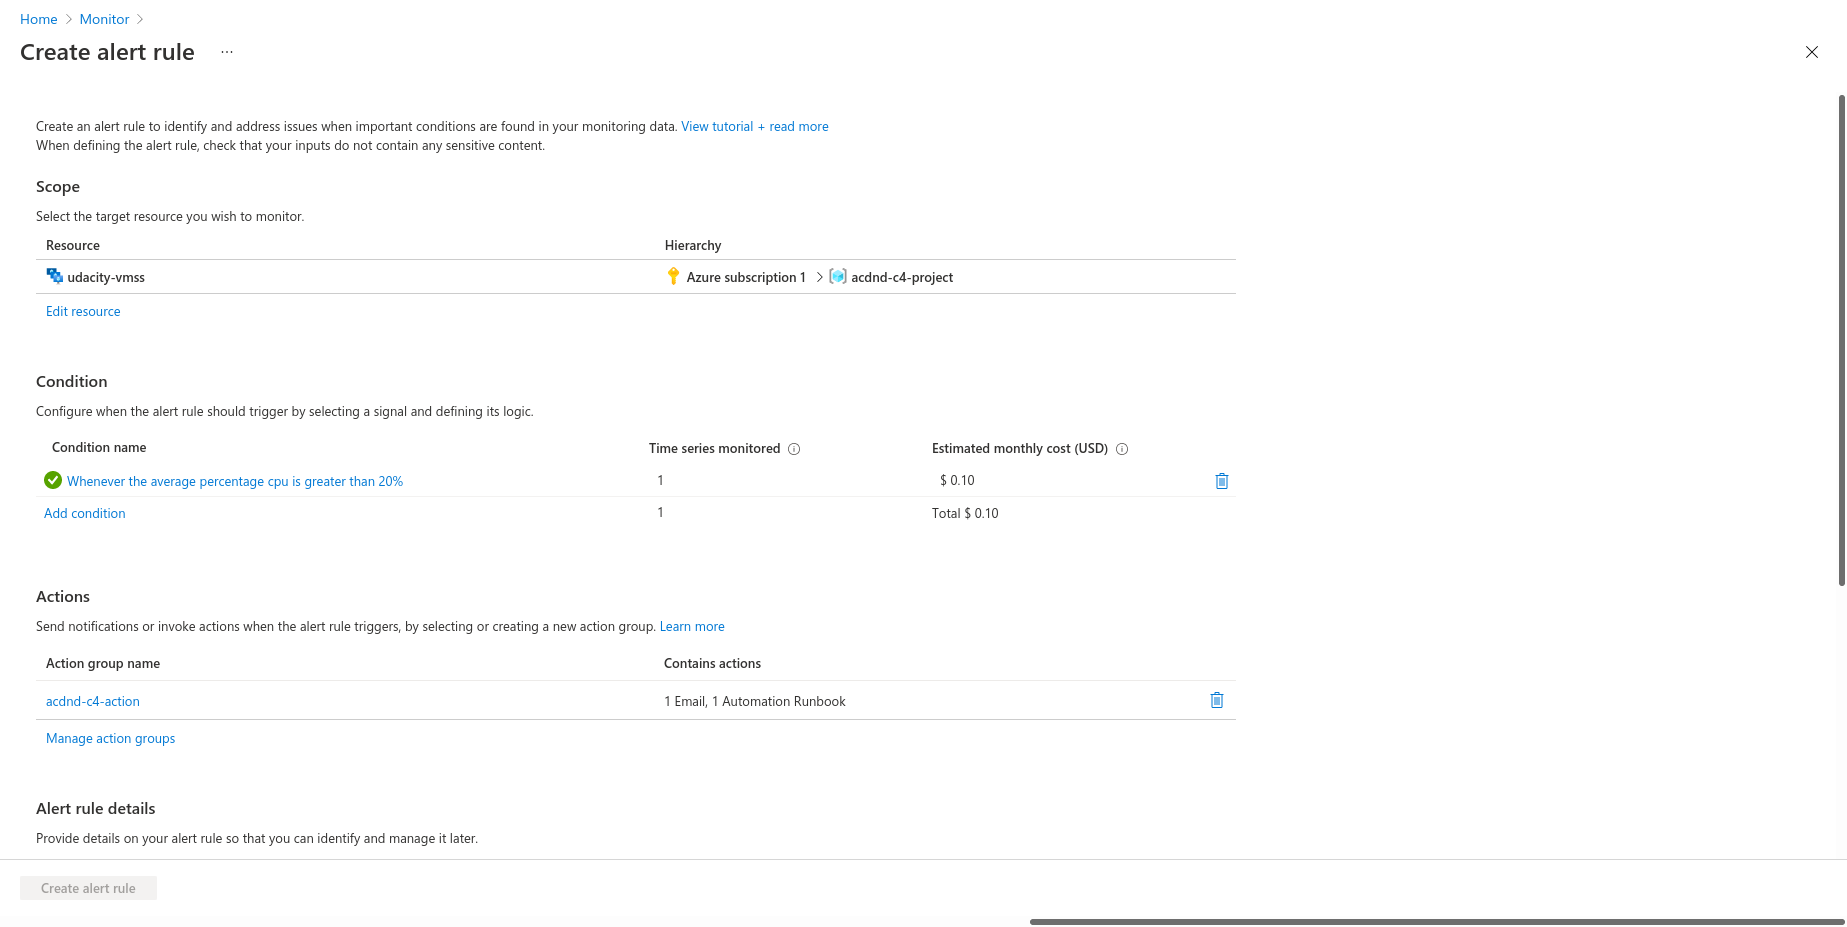 Home > Monitor >
Create alert rule ...
Create an alert rule to identify and address issues when important conditions are found in your monitoring data. View tutorial + read more
When defining the alert rule, check that your inputs do not contain any sensitive content.
Scope
Select the target resource you wish to monitor.
Resource Hierarchy
udacity-vmss Azure subscription 1 > acdnd-c4-project
Edit resource
Condition
Configure when the alert rule should trigger by selecting a signal and defining its logic.
Condition name Time series monitored Estimated monthly cost (USD)
Whenever the average percentage cpu is greater than 20% 1 $ 0.10
Add condition 1 Total $ 0.10
Actions
Send notifications or invoke actions when the alert rule triggers, by selecting or creating a new action group. Learn more
Action group name Contains actions
acdnd-c4-action 1 Email, 1 Automation Runbook
Manage action groups
Alert rule details
Provide details on your alert rule so that you can identify and manage it later.
Create alert rule